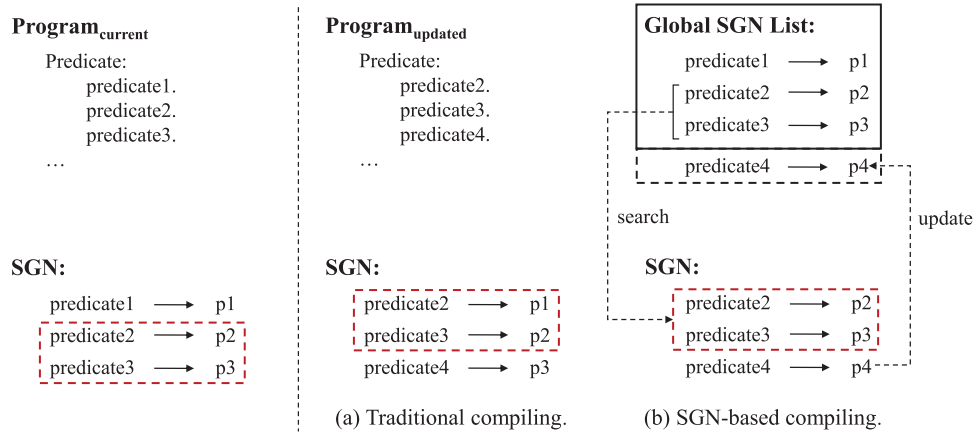 Program_current
Predicate:
predicate1.
predicate2.
predicate3.
...
SGN:
predicate1 → p1
predicate2 → p2
predicate3 → p3
Program_updated
Predicate:
predicate2.
predicate3.
predicate4.
...
SGN:
predicate2 → p1
predicate3 → p2
predicate4 → p3
(a) Traditional compiling.
Global SGN List:
predicate1 → p1
predicate2 → p2
predicate3 → p3
predicate4 → p4
search
update
SGN:
predicate2 → p2
predicate3 → p3
predicate4 → p4
(b) SGN-based compiling.